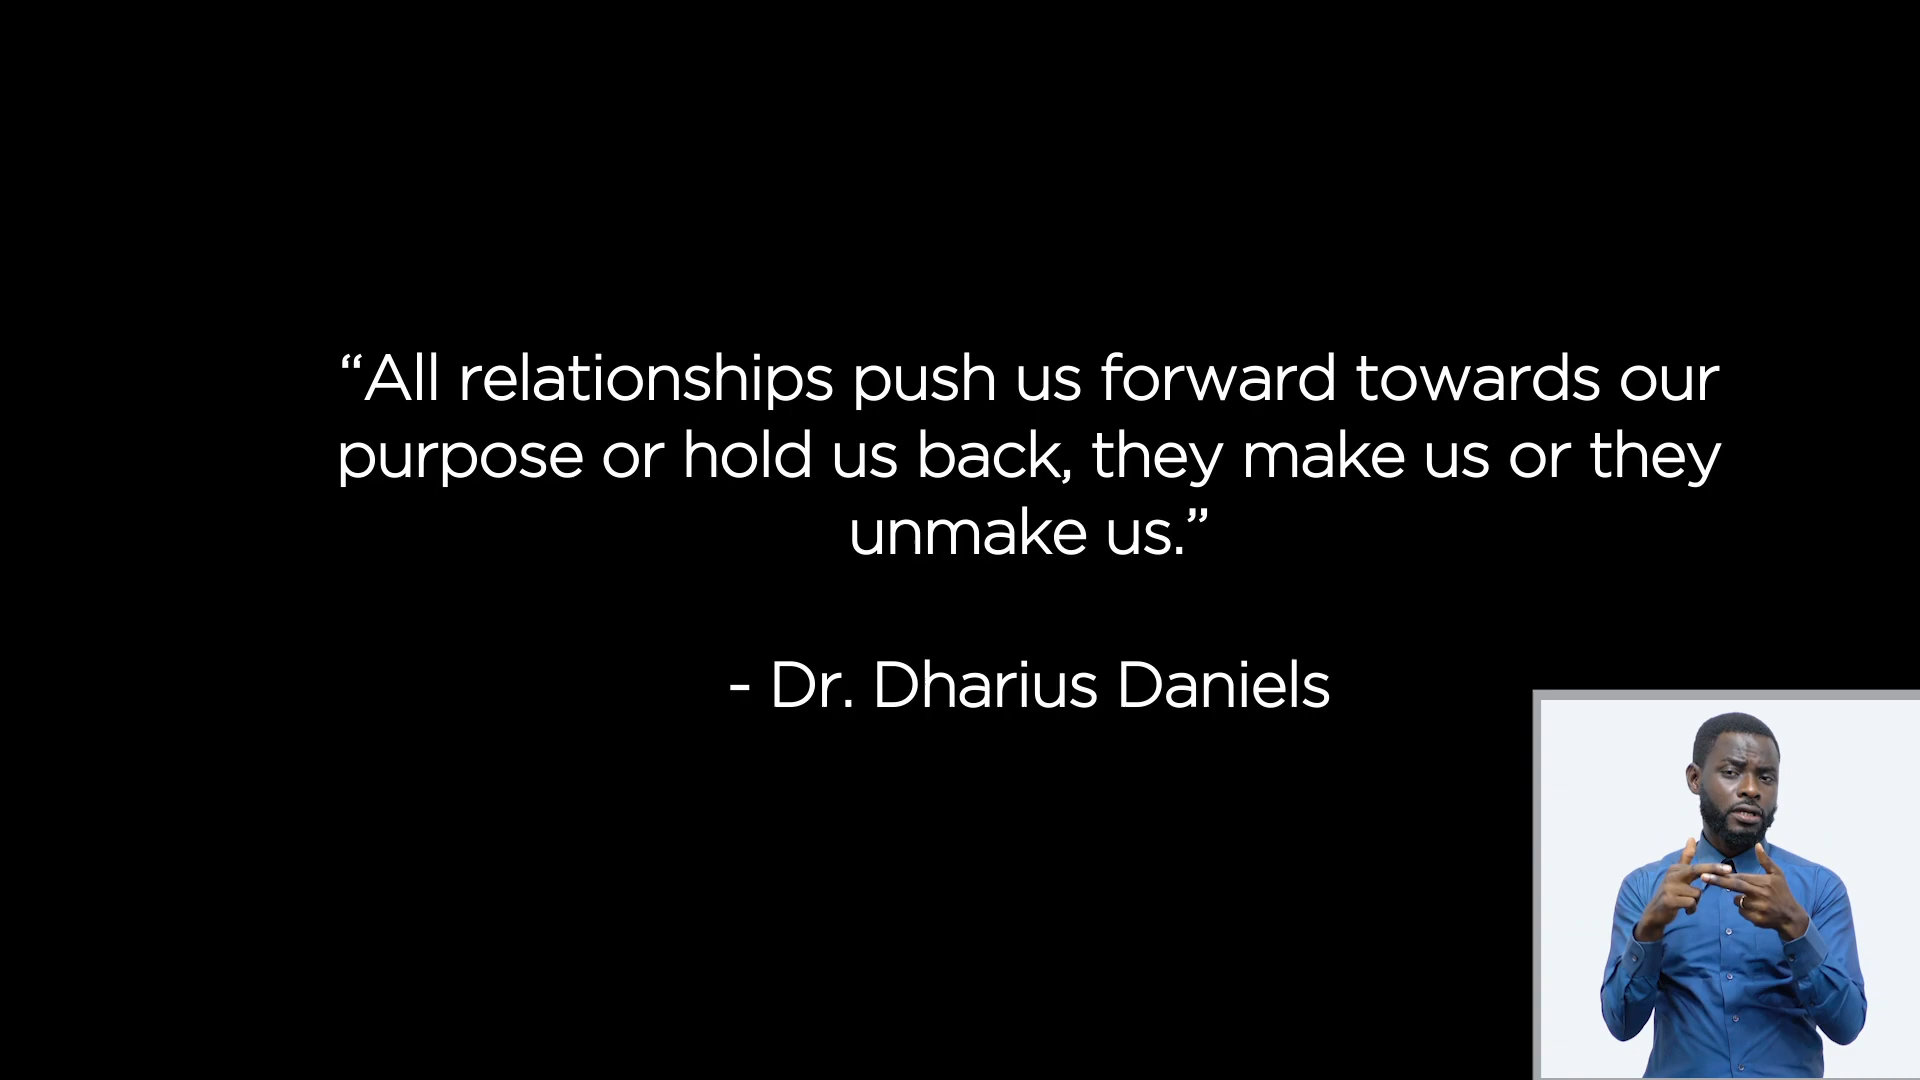 “All relationships push us forward towards our
purpose or hold us back, they make us or they
unmake us.”
- Dr. Dharius Daniels